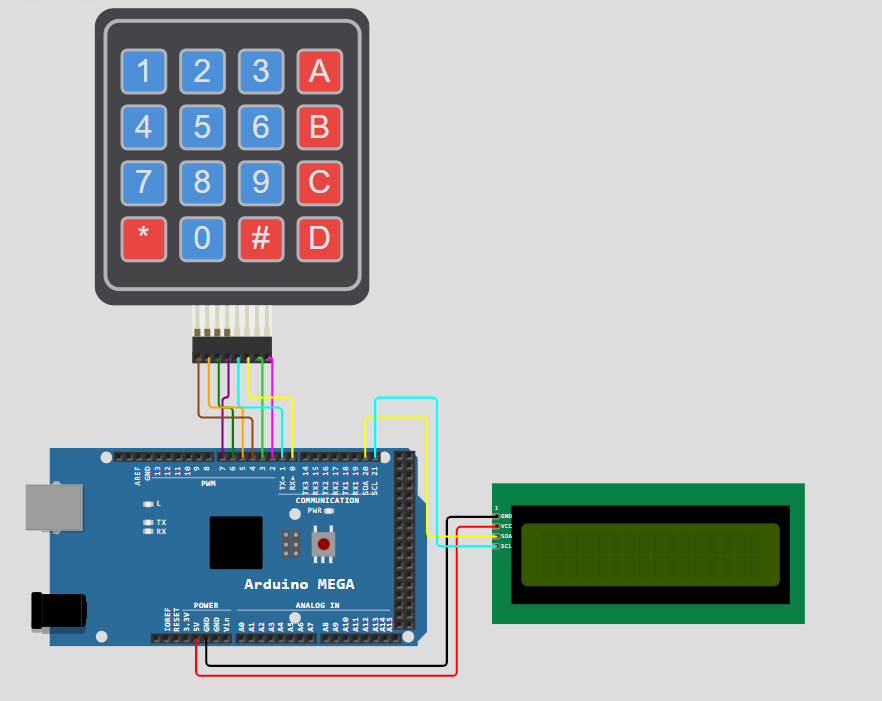 1 2 3 A
4 5 6 B
7 8 9 C
* 0 # D
AREF
GND
13
12
11
10
9
8
7
6
5
4
3
2
TX→ 1
RX← 0
TX3 14
RX3 15
TX2 16
RX2 17
TX1 18
RX1 19
SDA 20
SCL 21
PWM
COMMUNICATION
L
PWR
TX
RX
Arduino MEGA
POWER
ANALOG IN
IOREF
RESET
3.3V
5V
GND
GND
Vin
A0
A1
A2
A3
A4
A5
A6
A7
A8
A9
A10
A11
A12
A13
A14
A15
1
GND
VCC
SDA
SCL